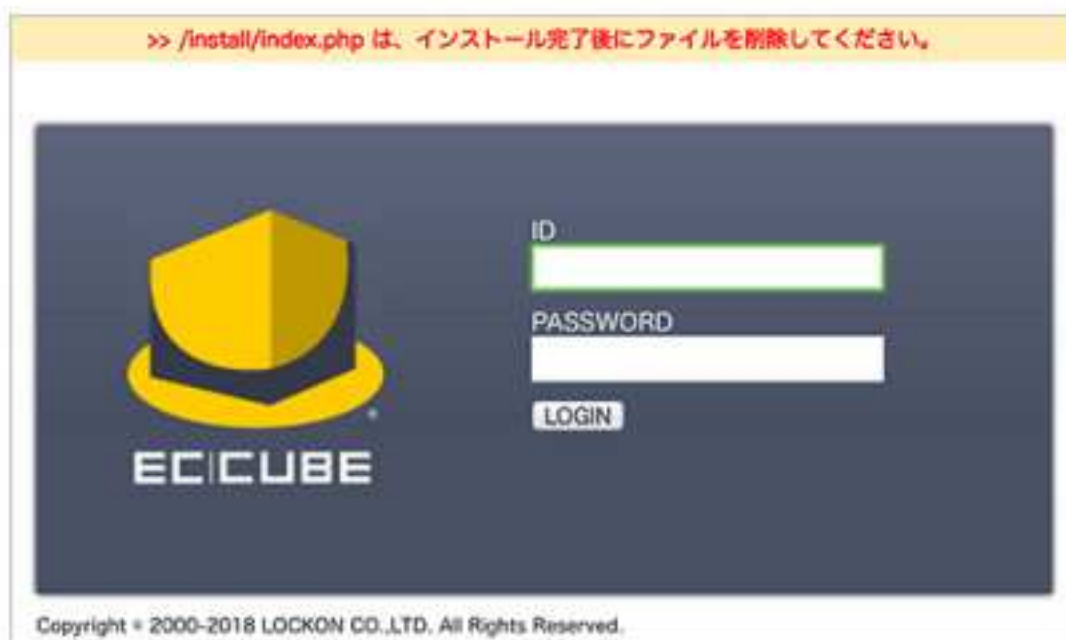 >> /install/index.php は、インストール完了後にファイルを削除してください。
ID
PASSWORD
LOGIN
EC CUBE
®
Copyright © 2000-2018 LOCKON CO.,LTD. All Rights Reserved.